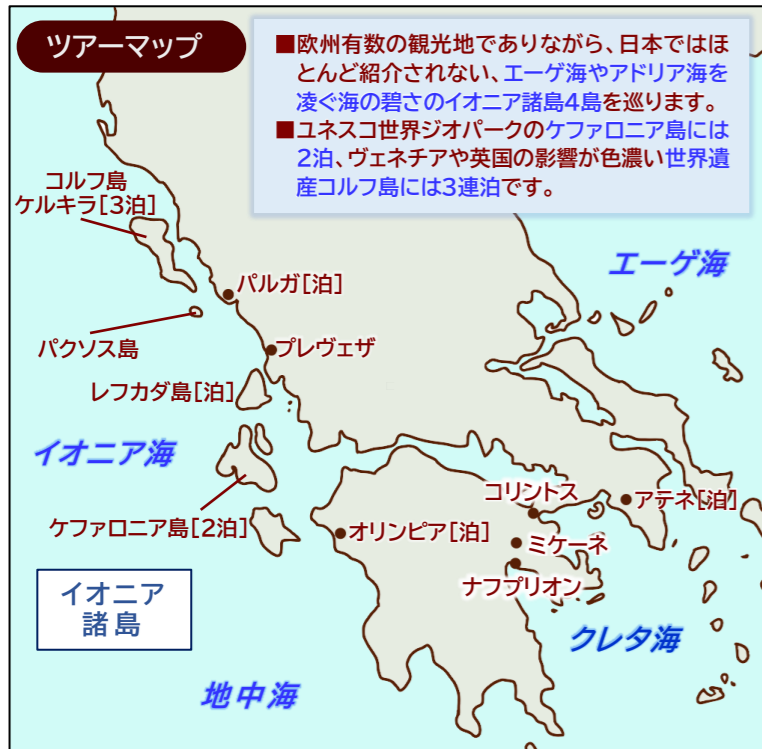 ツアーマップ
■欧州有数の観光地でありながら、日本ではほ
とんど紹介されない、エーゲ海やアドリア海を
凌ぐ海の碧さのイオニア諸島4島を巡ります。
■ユネスコ世界ジオパークのケファロニア島には
2泊、ヴェネチアや英国の影響が色濃い世界遺
産コルフ島には3連泊です。
コルフ島
ケルキラ[3泊]
エーゲ海
パルガ[泊]
パクソス島
プレヴェザ
レフカダ島[泊]
イオニア海
コリントス
アテネ[泊]
ケファロニア島[2泊]
オリンピア[泊]
ミケーネ
ナフプリオン
イオニア
諸島
クレタ海
地中海